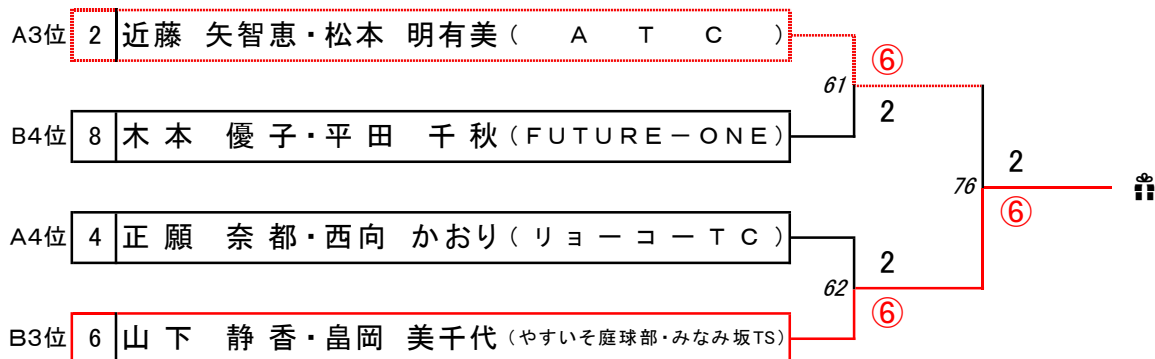 A3位 2 近藤 矢智恵・松本 明有美(ATC)
⑥
61
2
B4位 8 木本 優子・平田 千秋(FUTURE－ONE)
2
76
⑥
A4位 4 正願 奈都・西向 かおり(リョーコーTC)
2
62
⑥
B3位 6 山下 静香・畠岡 美千代(やすいそ庭球部・みなみ坂TS)